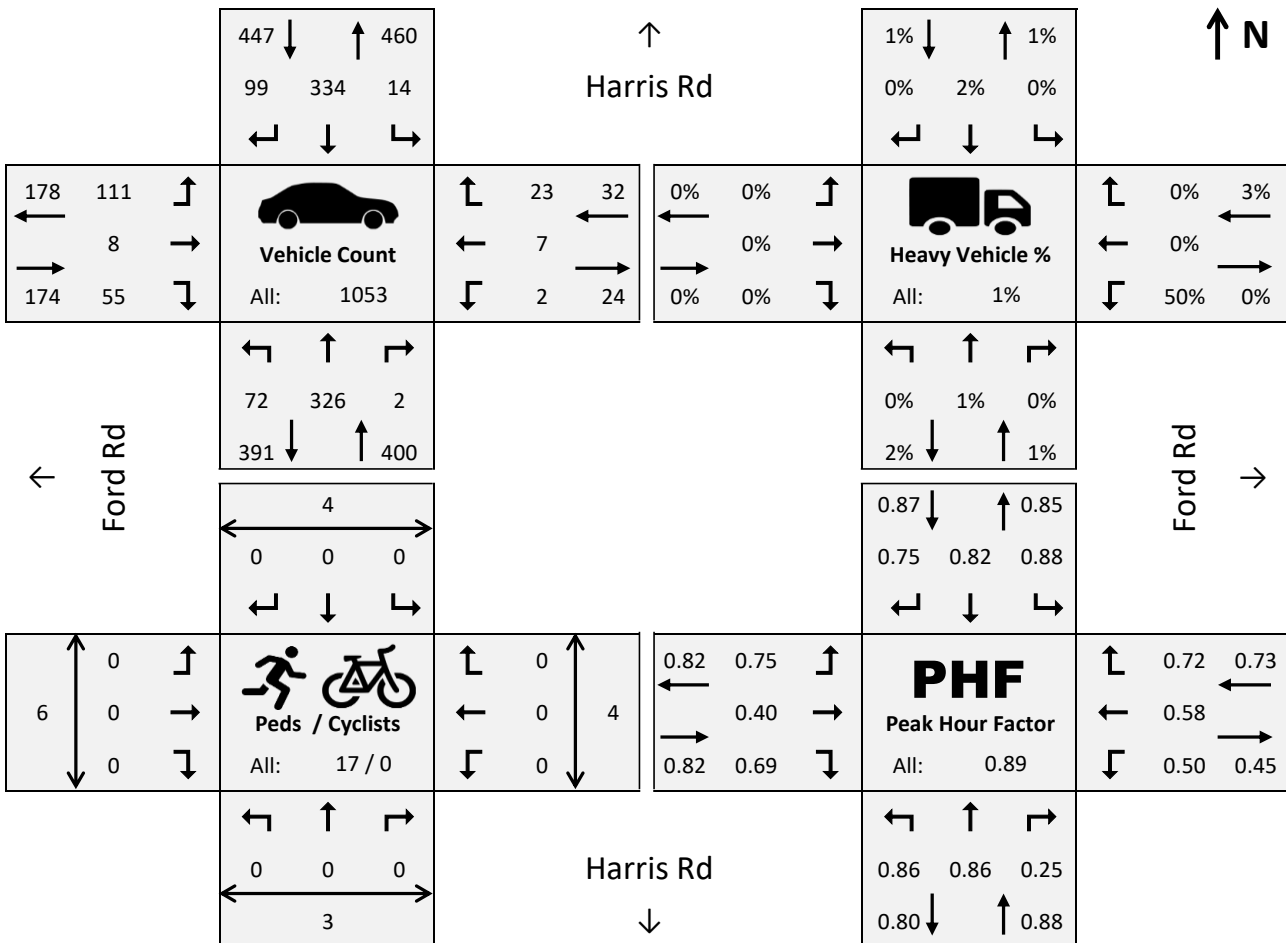 447 460 1% 1% N
99 334 14 Harris Rd 0% 2% 0%
178 111 23 32 0% 0% 0% 3%
8 Vehicle Count 7 0% Heavy Vehicle % 0%
174 55 All: 1053 2 24 0% 0% All: 1% 50% 0%
72 326 2 0% 1% 0%
391 400 2% 1%
Ford Rd Ford Rd
4 0.87 0.85
0 0 0 0.75 0.82 0.88
0 0 0.82 0.75 PHF 0.72 0.73
6 0 Peds / Cyclists 0 4 0.40 Peak Hour Factor 0.58
0 All: 17 / 0 0 0.82 0.69 All: 0.89 0.50 0.45
0 0 0 Harris Rd 0.86 0.86 0.25
3 0.80 0.88